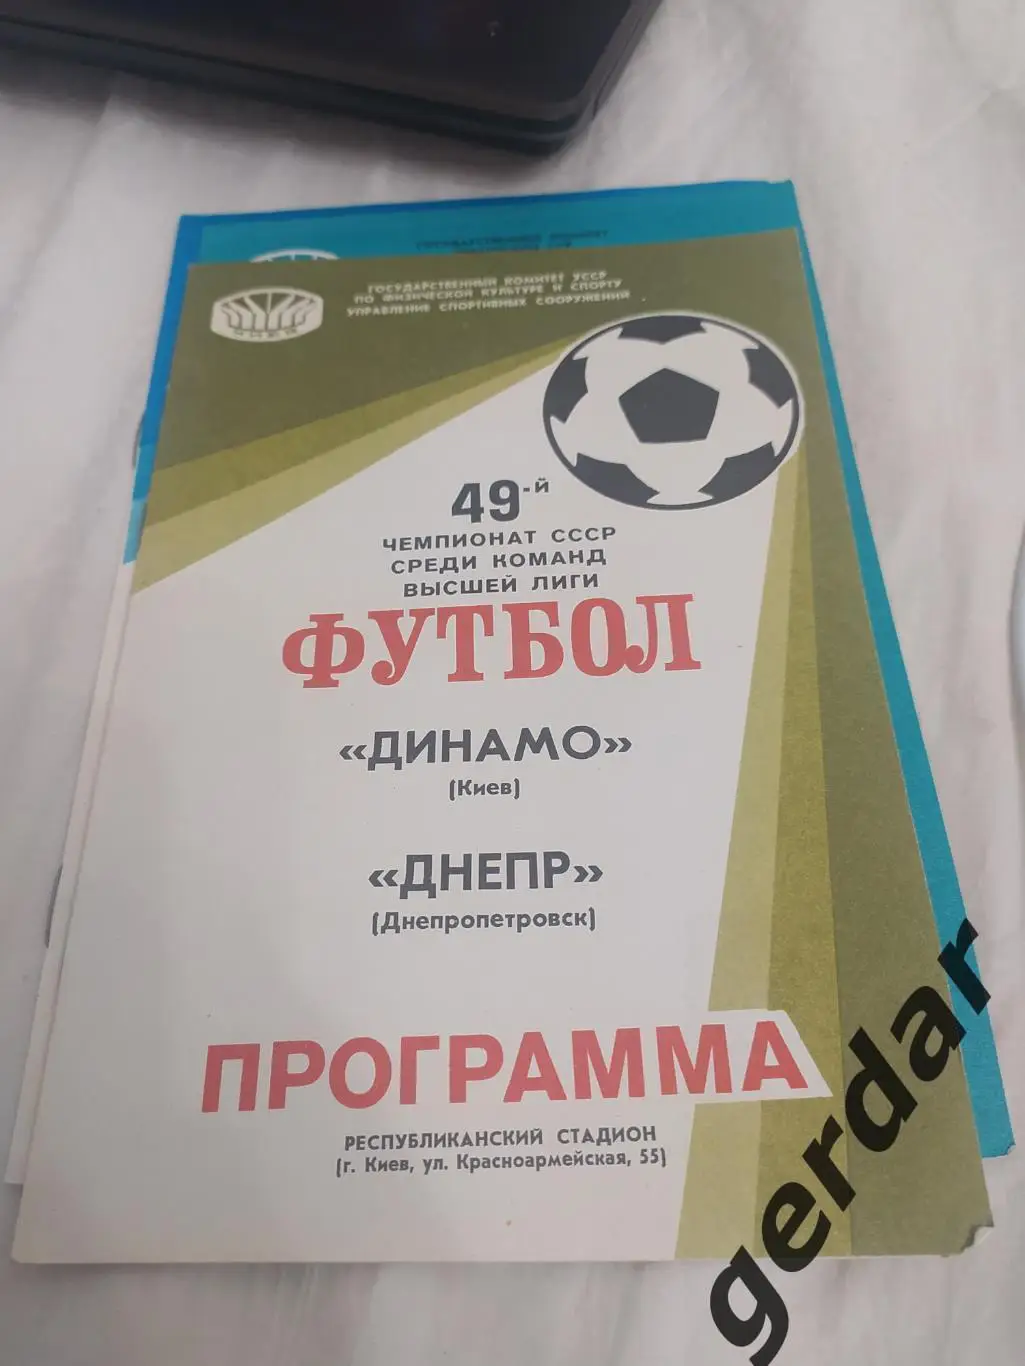 ГОСУДАРСТВЕННЫЙ КОМИТЕТ УССР
ПО ФИЗИЧЕСКОЙ КУЛЬТУРЕ И СПОРТУ
УПРАВЛЕНИЕ СПОРТИВНЫХ СООРУЖЕНИЙ
49-й
ЧЕМПИОНАТ СССР
СРЕДИ КОМАНД
ВЫСШЕЙ ЛИГИ
ФУТБОЛ
«ДИНАМО»
(Киев)
«ДНЕПР»
(Днепропетровск)
ПРОГРАММА
РЕСПУБЛИКАНСКИЙ СТАДИОН
(г. Киев, ул. Красноармейская, 55)
gerdar